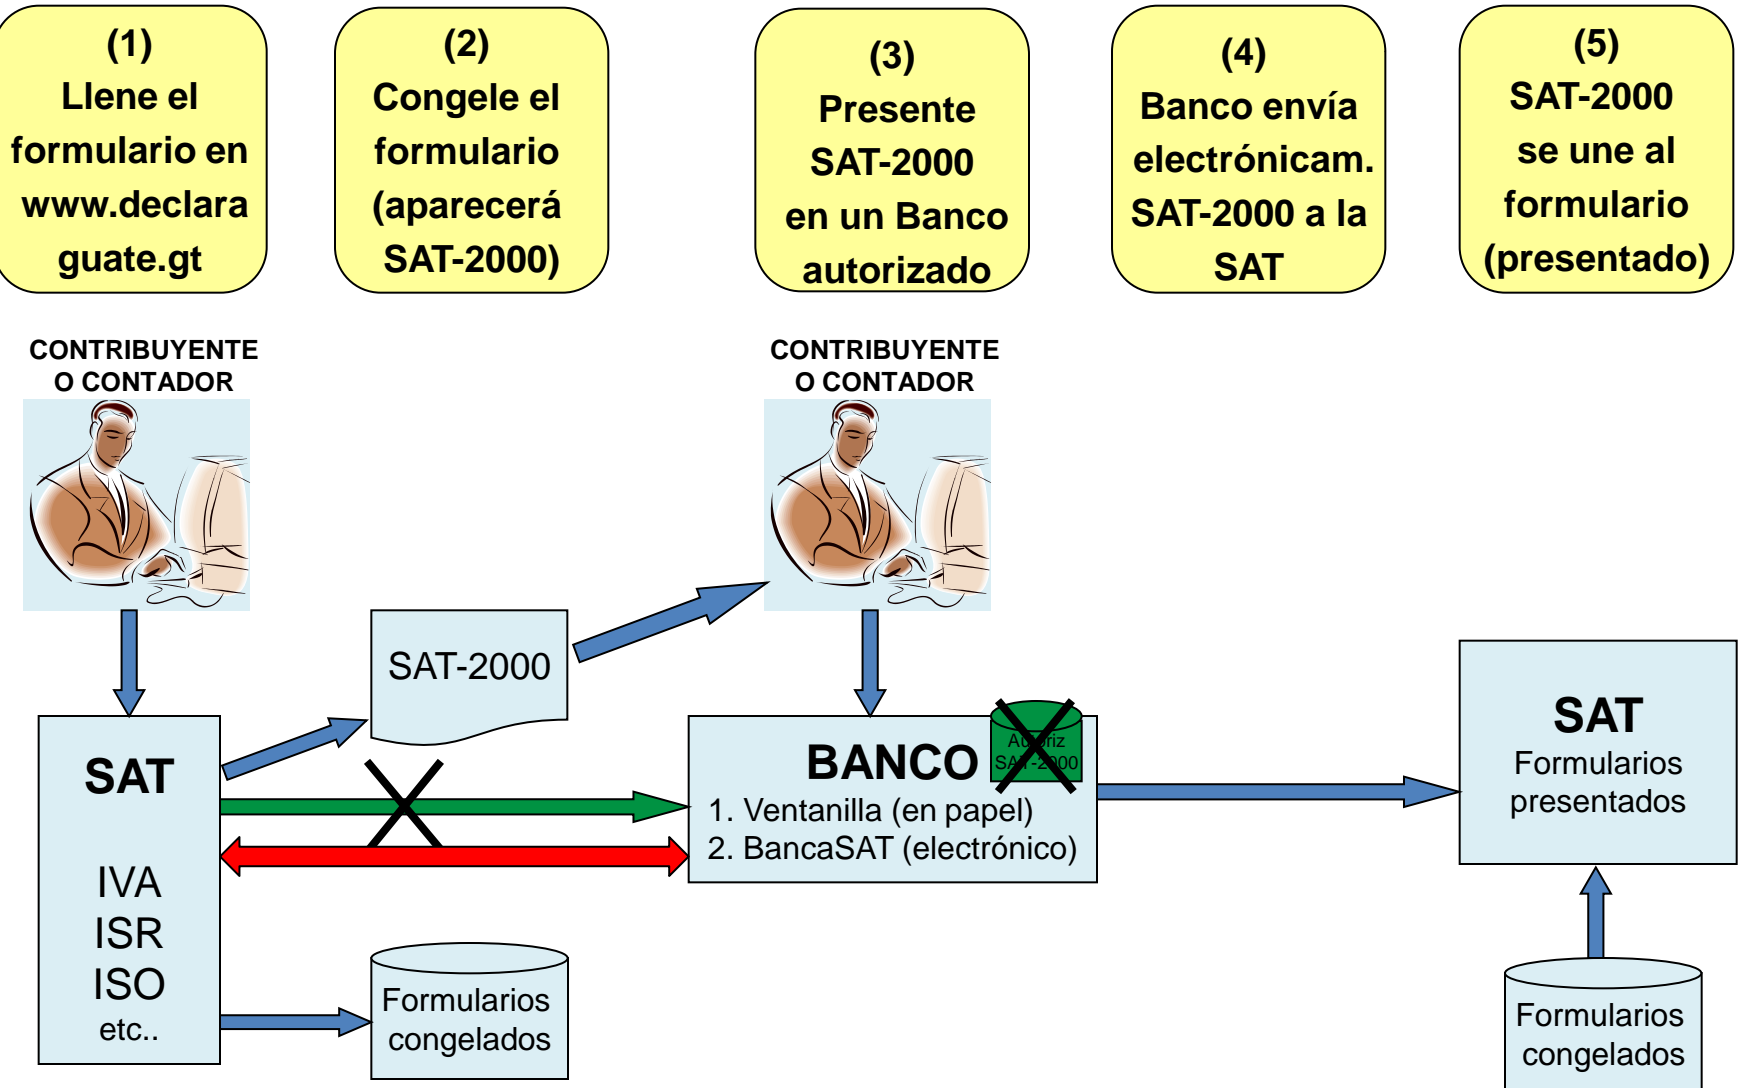 (1)
Llene el
formulario en
www.declara
guate.gt
(2)
Congele el
formulario
(aparecerá
SAT-2000)
(3)
Presente
SAT-2000
en un Banco
autorizado
(4)
Banco envía
electrónicam.
SAT-2000 a la
SAT
(5)
SAT-2000
se une al
formulario
(presentado)
CONTRIBUYENTE
O CONTADOR
CONTRIBUYENTE
O CONTADOR
SAT-2000
SAT
IVA
ISR
ISO
etc..
BANCO
1. Ventanilla (en papel)
2. BancaSAT (electrónico)
Autoriz
SAT-2000
SAT
Formularios
presentados
Formularios
congelados
Formularios
congelados